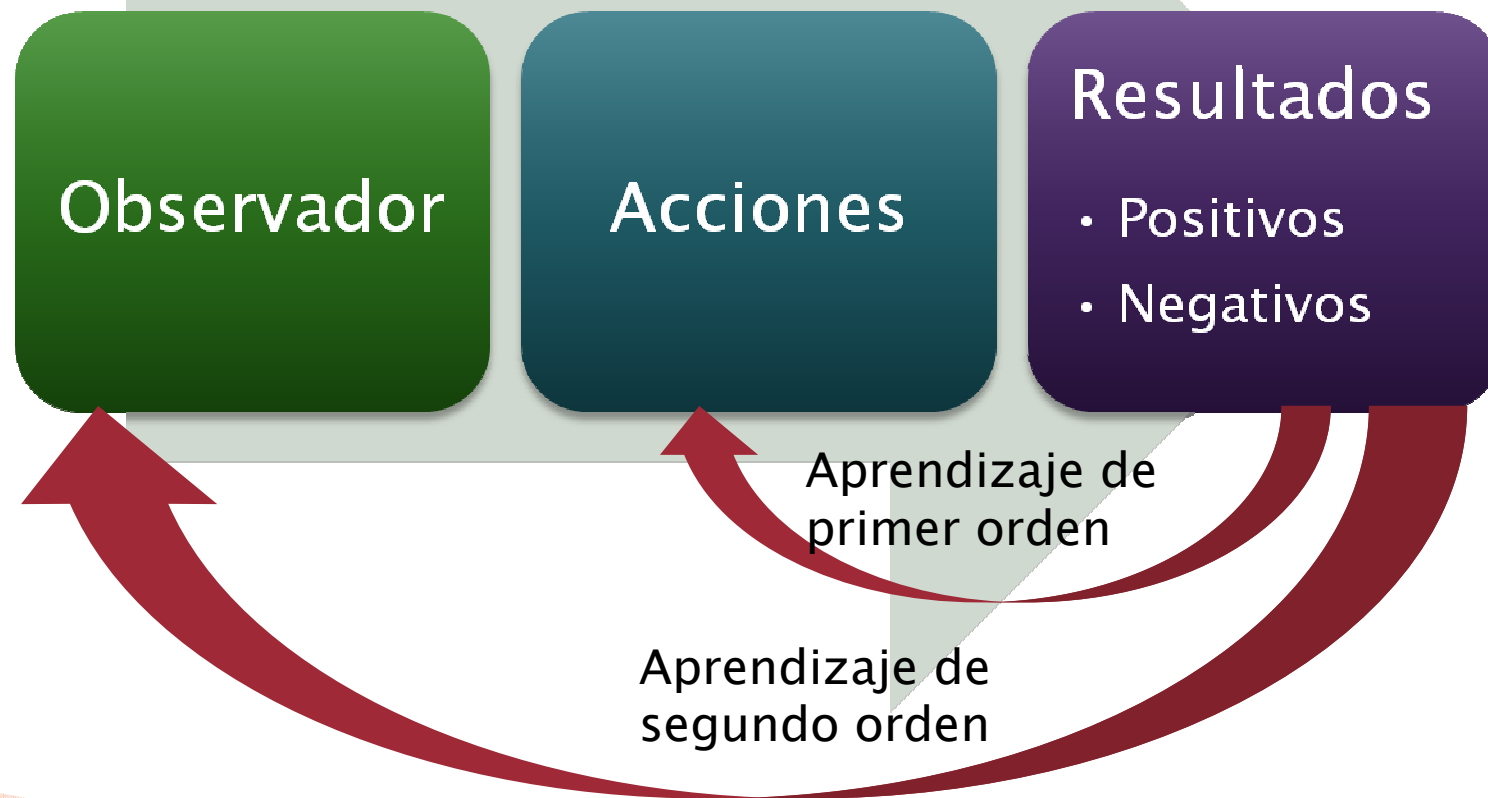 Observador
Acciones
Resultados
• Positivos
• Negativos
Aprendizaje de
primer orden
Aprendizaje de
segundo orden